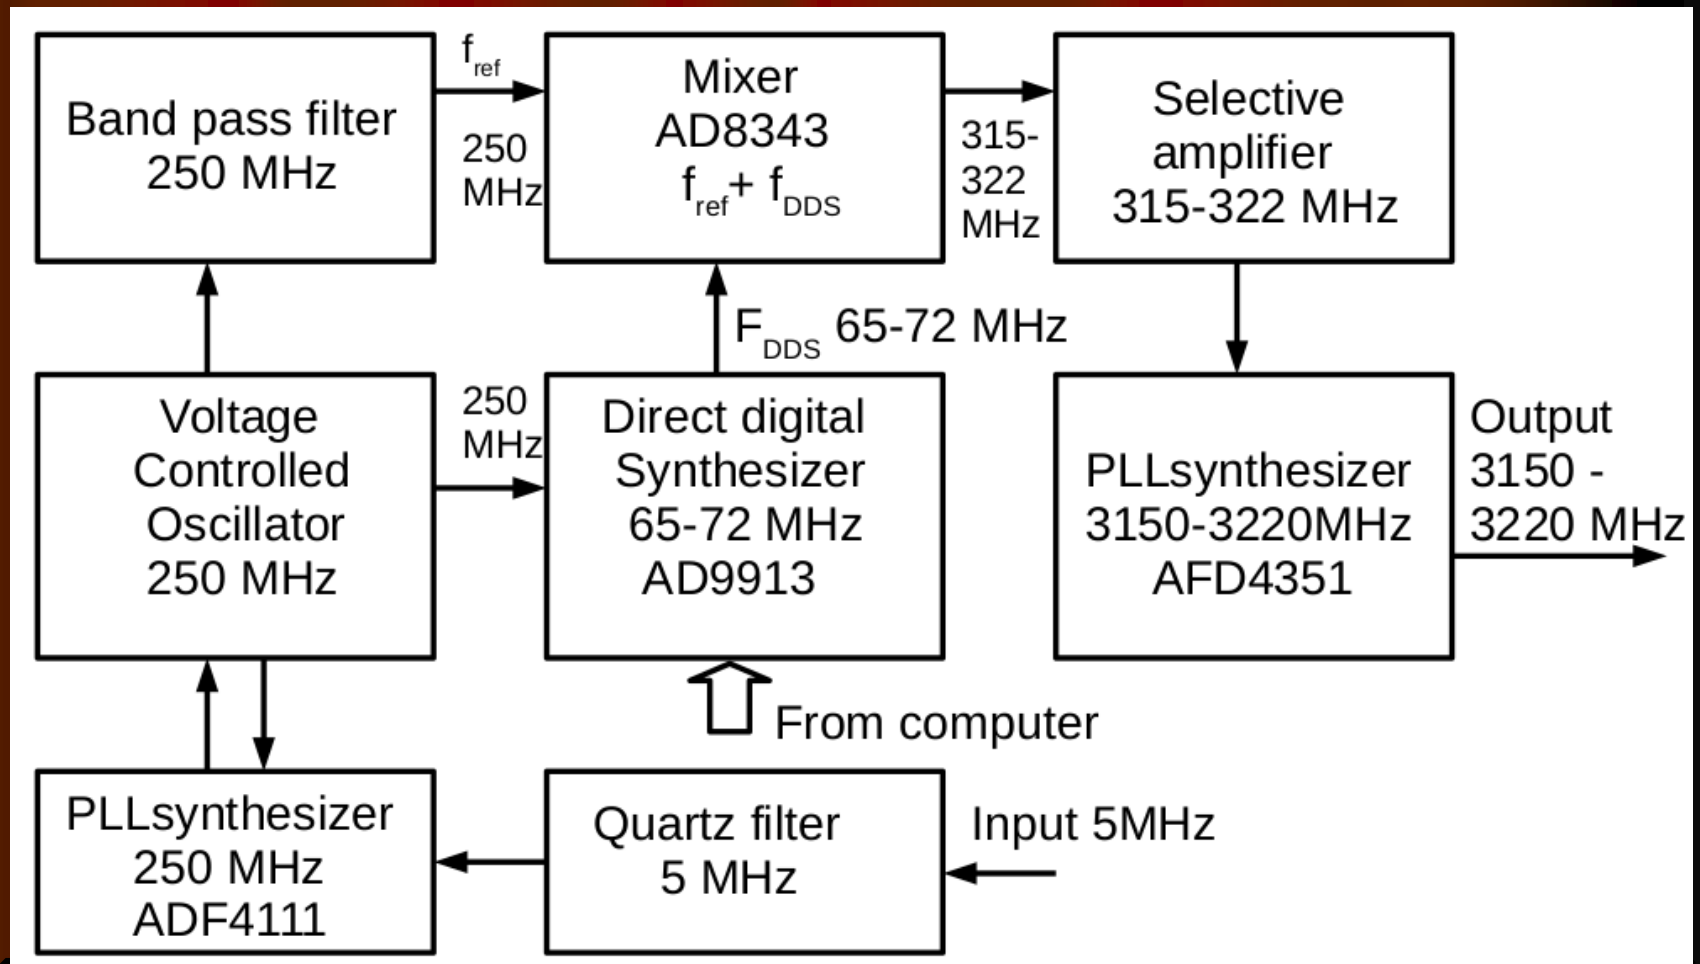 Band pass filter
250 MHz
fref
250
MHz
Mixer
AD8343
fref+ fDDS
315-
322
MHz
Selective
amplifier
315-322 MHz
FDDS 65-72 MHz
Voltage
Controlled
Oscillator
250 MHz
250
MHz
Direct digital
Synthesizer
65-72 MHz
AD9913
PLLsynthesizer
3150-3220MHz
AFD4351
Output
3150 -
3220 MHz
From computer
PLLsynthesizer
250 MHz
ADF4111
Quartz filter
5 MHz
Input 5MHz